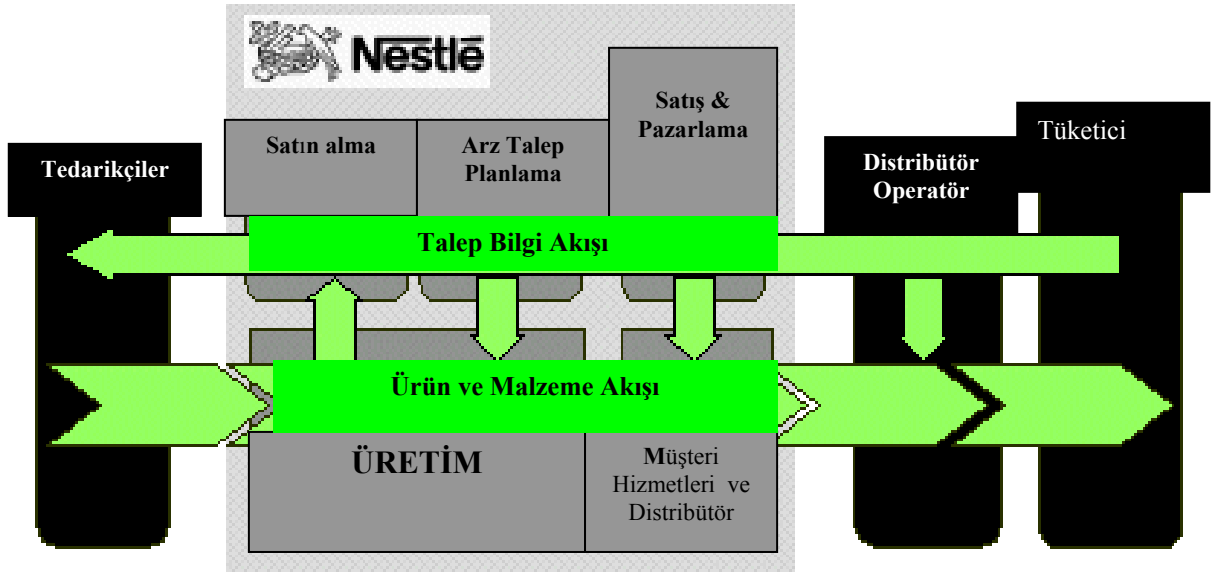 Nestlé
Satış &
Pazarlama
Tüketici
Satın alma
Arz Talep
Planlama
Distribütör
Operatör
Tedarikçiler
Talep Bilgi Akışı
Ürün ve Malzeme Akışı
ÜRETİM
Müşteri
Hizmetleri ve
Distribütör